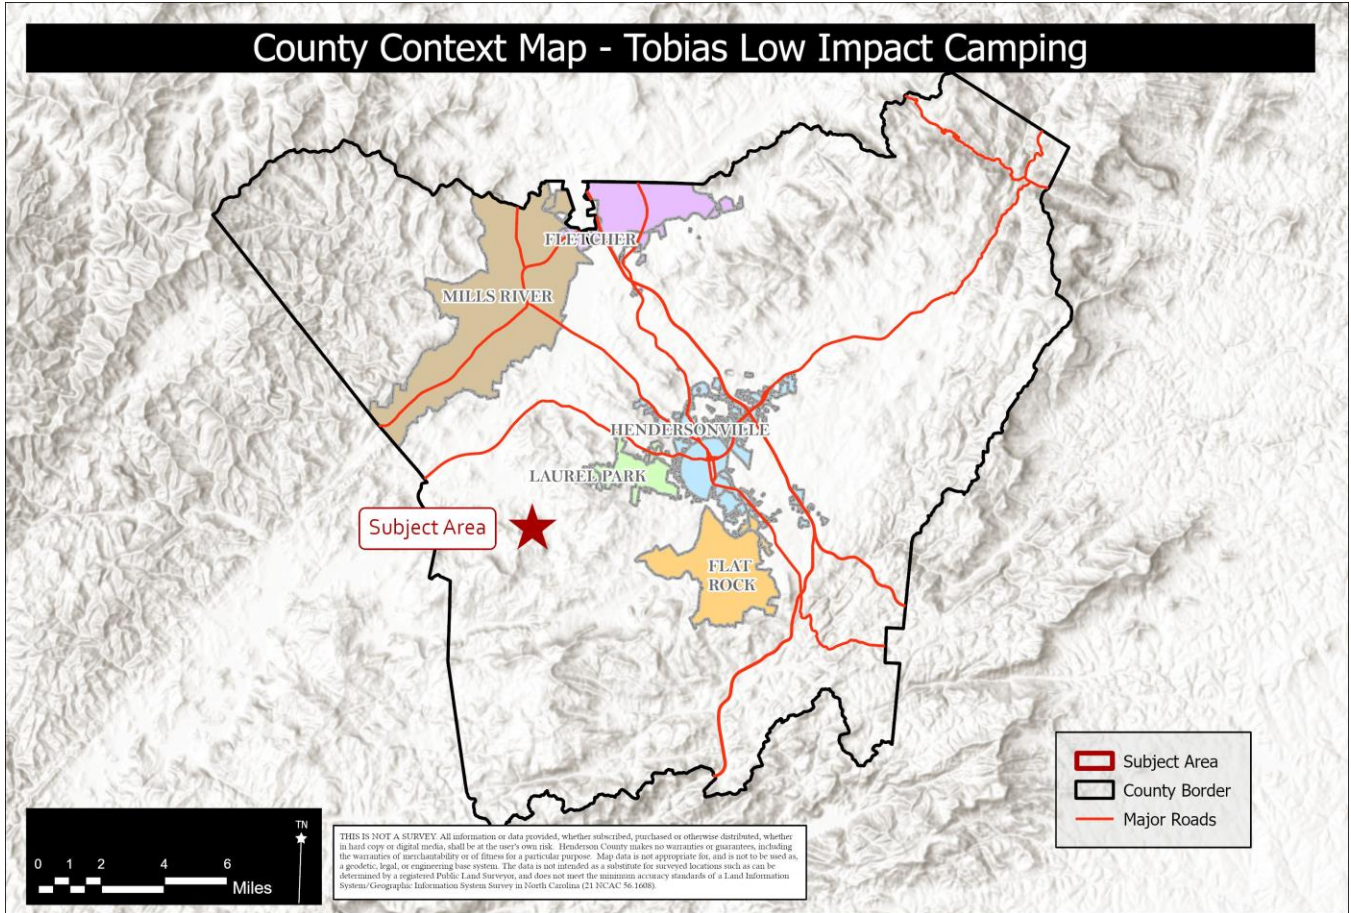 County Context Map - Tobias Low Impact Camping
FLETCHER
MILLS RIVER
HENDERSONVILLE
LAUREL PARK
Subject Area
FLAT
ROCK
Subject Area
County Border
Major Roads
TN
0 1 2 4 6
Miles
THIS IS NOT A SURVEY. All information or data provided, whether subscribed, purchased or otherwise distributed, whether
in hard copy or digital media, shall be at the user's own risk. Henderson County makes no warranties or guarantees, including
the warranties of merchantability or of fitness for a particular purpose. Map data is not appropriate for, and is not to be used as,
a geodetic, legal, or engineering base system. The data is not intended as a substitute for surveyed locations such as can be
determined by a registered Public Land Surveyor, and does not meet the minimum accuracy standards of a Land Information
System/Geographic Information System Survey in North Carolina (21 NCAC 56.1608).